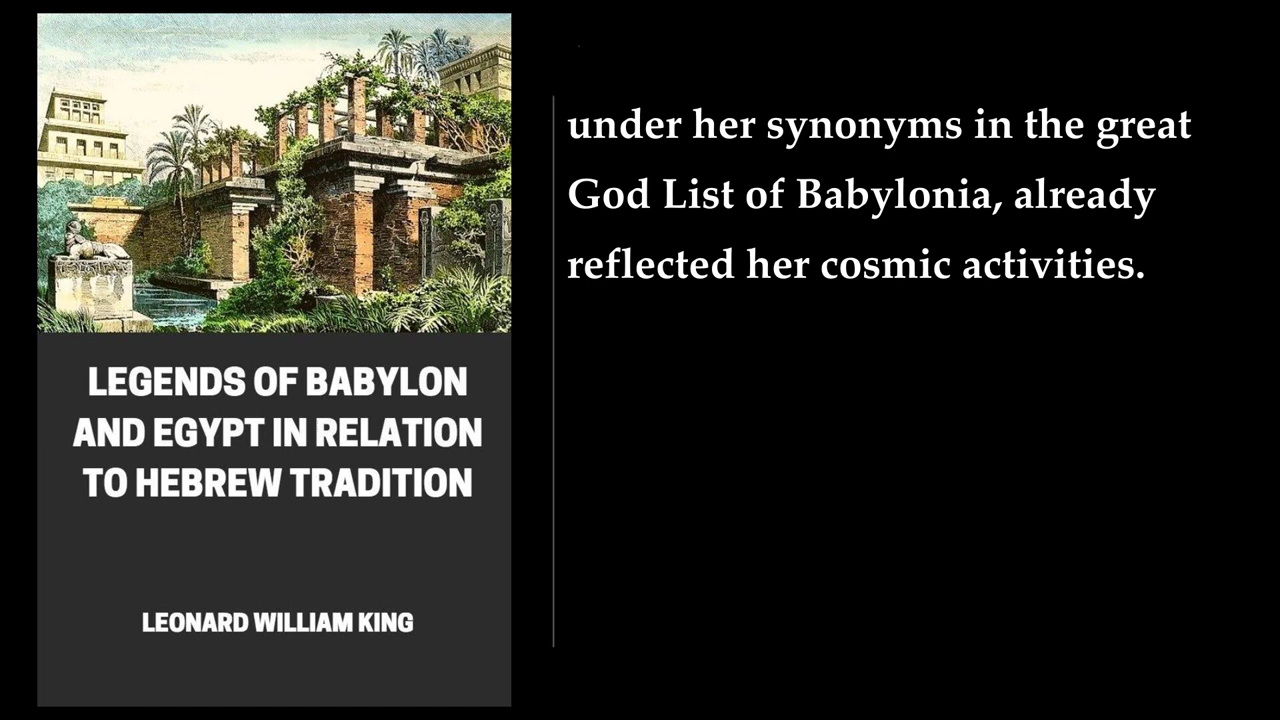 LEGENDS OF BABYLON
AND EGYPT IN RELATION
TO HEBREW TRADITION
LEONARD WILLIAM KING
under her synonyms in the great
God List of Babylonia, already
reflected her cosmic activities.